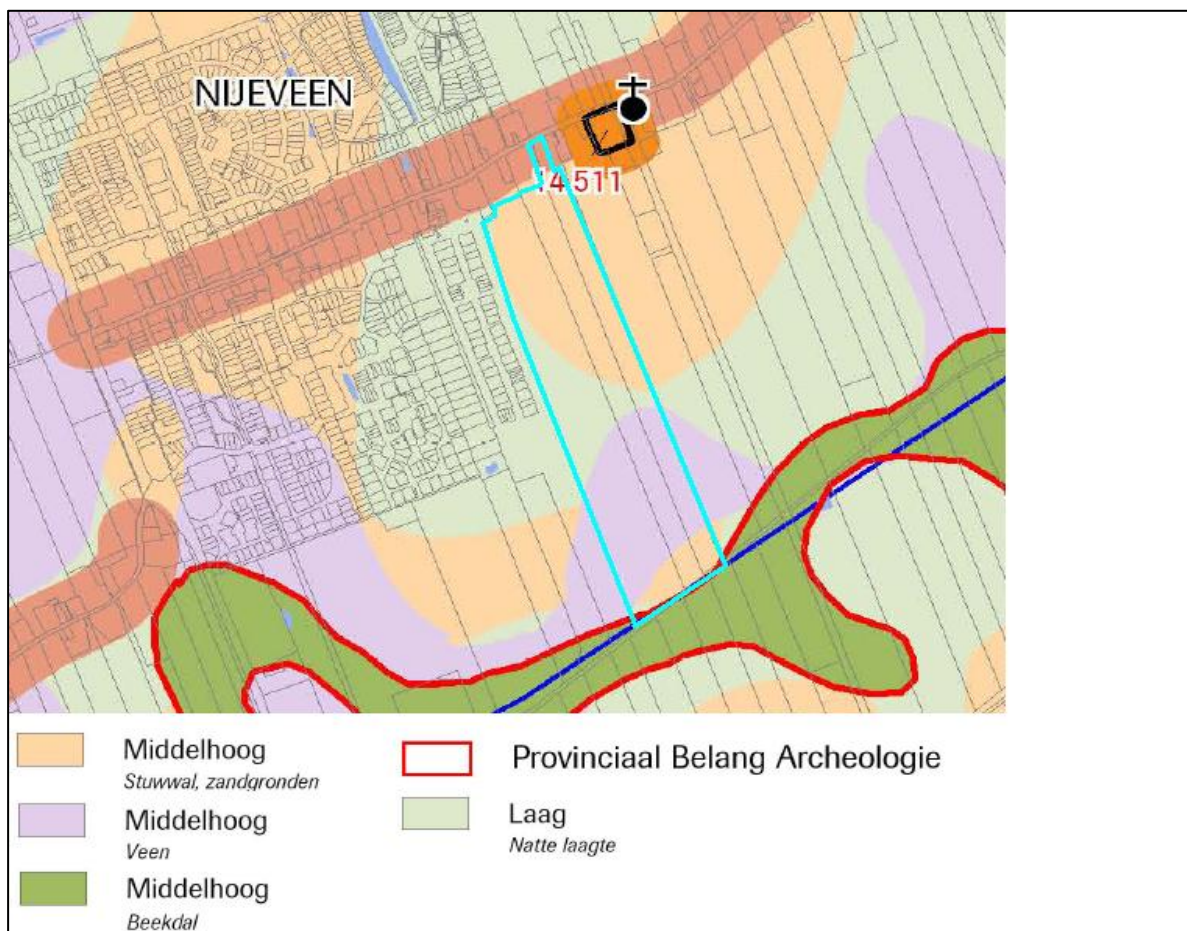 NIJEVEEN
14511
Middelhoog
Stuwwal, zandgronden
Middelhoog
Veen
Middelhoog
Beekdal
Provinciaal Belang Archeologie
Laag
Natte laagte